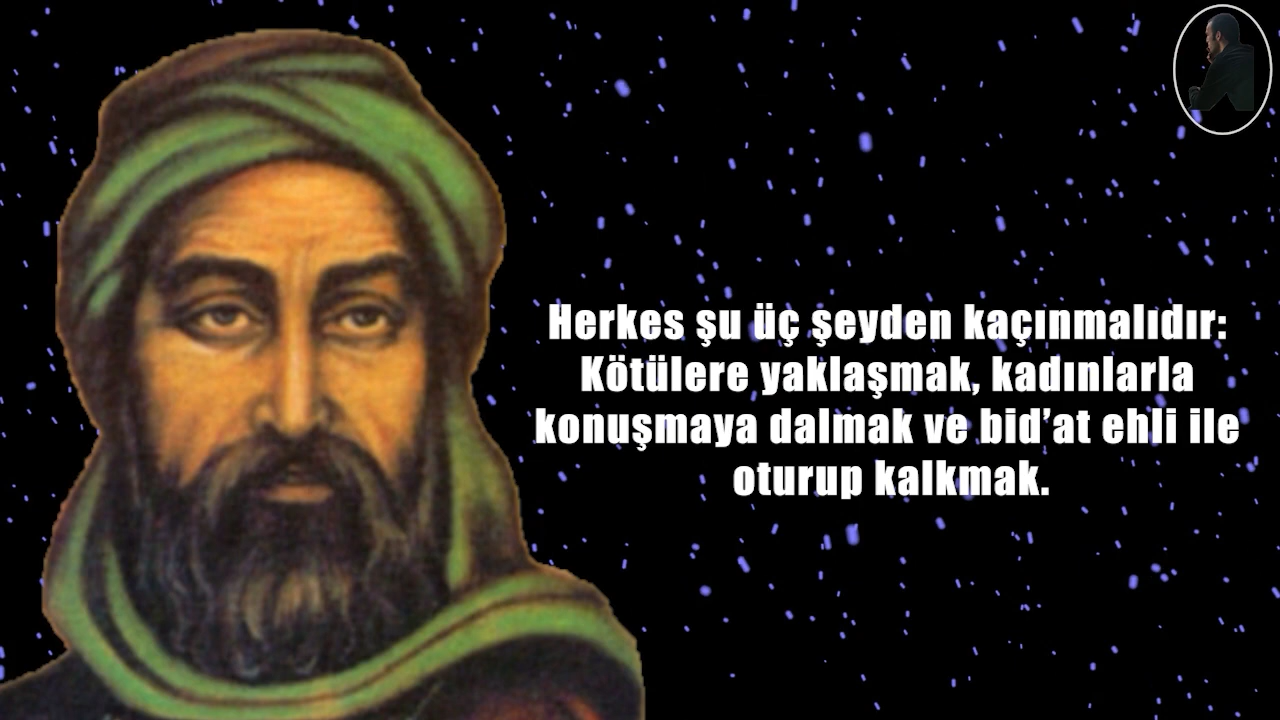 Herkes şu üç şeyden kaçınmalıdır:
Kötülere yaklaşmak, kadınlarla
konuşmaya dalmak ve bid’at ehli ile
oturup kalkmak.